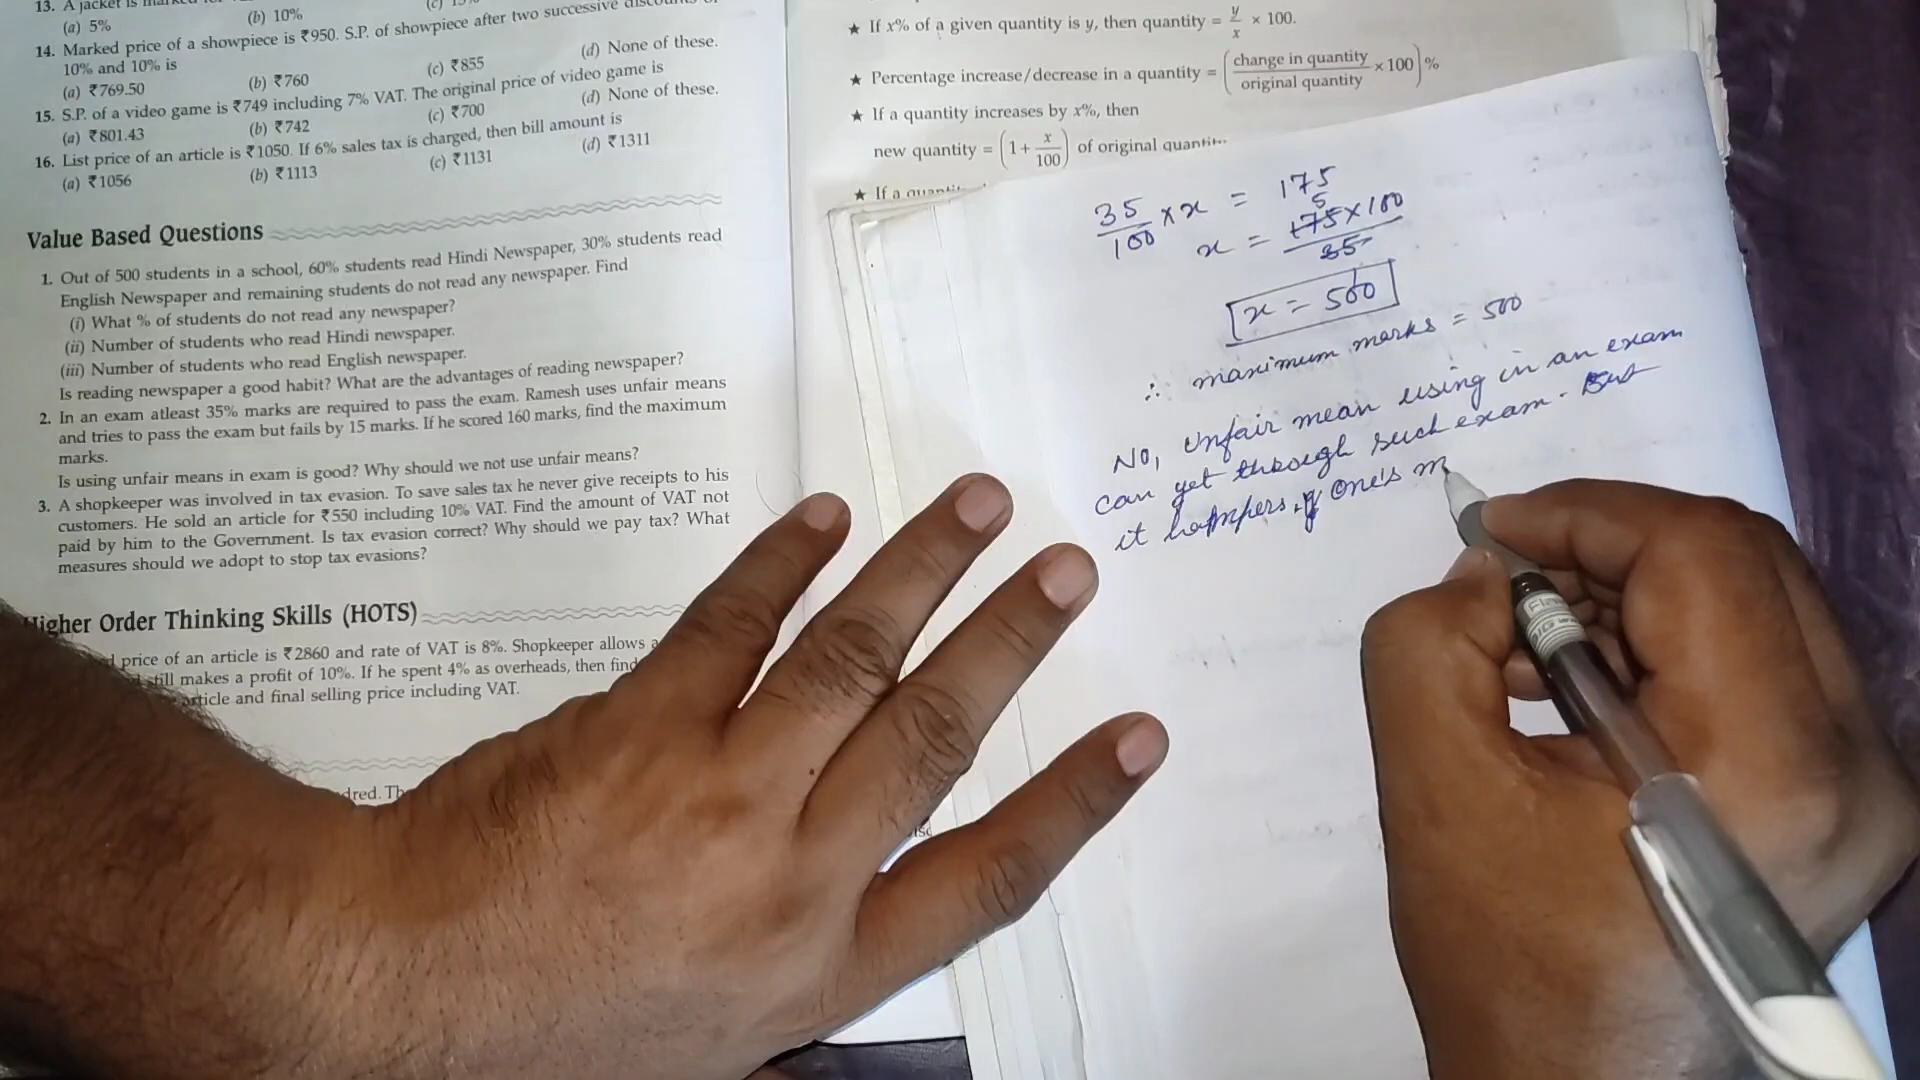 13. A jacket is
(a) 5%
(b) 10%
14. Marked price of a showpiece is ₹950. S.P. of showpiece after two successive discounts of
10% and 10% is
(a) ₹769.50 (b) ₹760 (c) ₹855 (d) None of these.
15. S.P. of a video game is ₹749 including 7% VAT. The original price of video game is
(a) ₹801.43 (b) ₹742 (c) ₹700 (d) None of these.
16. List price of an article is ₹1050. If 6% sales tax is charged, then bill amount is
(a) ₹1056 (b) ₹1113 (c) ₹1131 (d) ₹1311
Value Based Questions
1. Out of 500 students in a school, 60% students read Hindi Newspaper, 30% students read
English Newspaper and remaining students do not read any newspaper. Find
(i) What % of students do not read any newspaper?
(ii) Number of students who read Hindi newspaper.
(iii) Number of students who read English newspaper.
Is reading newspaper a good habit? What are the advantages of reading newspaper?
2. In an exam atleast 35% marks are required to pass the exam. Ramesh uses unfair means
and tries to pass the exam but fails by 15 marks. If he scored 160 marks, find the maximum
marks.
Is using unfair means in exam is good? Why should we not use unfair means?
3. A shopkeeper was involved in tax evasion. To save sales tax he never give receipts to his
customers. He sold an article for ₹550 including 10% VAT. Find the amount of VAT not
paid by him to the Government. Is tax evasion correct? Why should we pay tax? What
measures should we adopt to stop tax evasions?
Higher Order Thinking Skills (HOTS)
price of an article is ₹2860 and rate of VAT is 8%. Shopkeeper allows a
still makes a profit of 10%. If he spent 4% as overheads, then find
article and final selling price including VAT.
dred. Th
★ If x% of a given quantity is y, then quantity = y/x × 100.
★ Percentage increase/decrease in a quantity = (change in quantity/original quantity × 100)%
★ If a quantity increases by x%, then
new quantity = (1 + x/100) of original quantit
★ If a quantit
35/100 × x = 175
x = 175 × 100/35
5
1
x = 500
∴ maximum marks = 500
No, Unfair mean using in an exam
can get through such exam. But
it hampers one's m